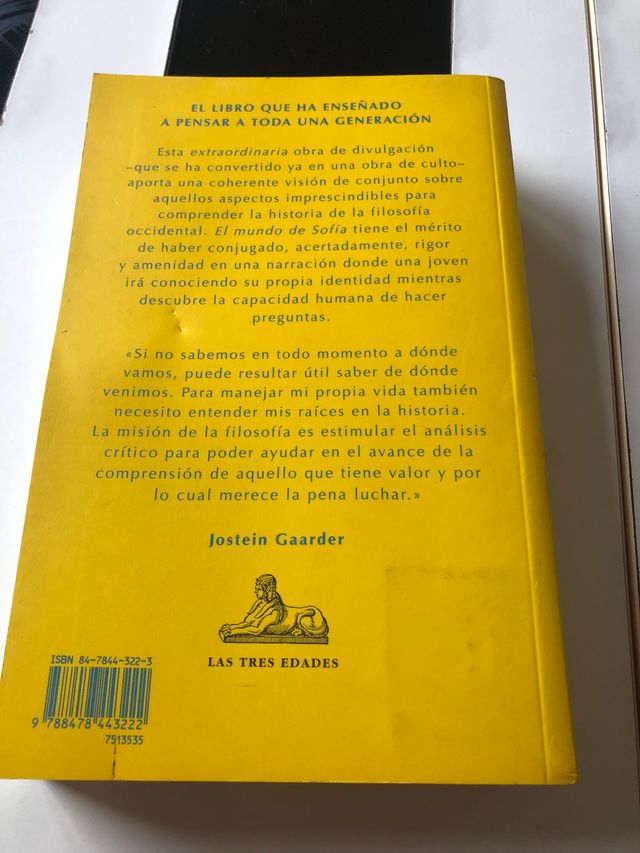 EL LIBRO QUE HA ENSEÑADO
A PENSAR A TODA UNA GENERACIÓN
Esta extraordinaria obra de divulgación
–que se ha convertido ya en una obra de culto–
aporta una coherente visión de conjunto sobre
aquellos aspectos imprescindibles para
comprender la historia de la filosofía
occidental. El mundo de Sofía tiene el mérito
de haber conjugado, acertadamente, rigor
y amenidad en una narración donde una joven
irá conociendo su propia identidad mientras
descubre la capacidad humana de hacer
preguntas.
«Si no sabemos en todo momento a dónde
vamos, puede resultar útil saber de dónde
venimos. Para manejar mi propia vida también
necesito entender mis raíces en la historia.
La misión de la filosofía es estimular el análisis
crítico para poder ayudar en el avance de la
comprensión de aquello que tiene valor y por
lo cual merece la pena luchar.»
Jostein Gaarder
LAS TRES EDADES
ISBN 84-7844-322-3
9 788478 443222
7513535